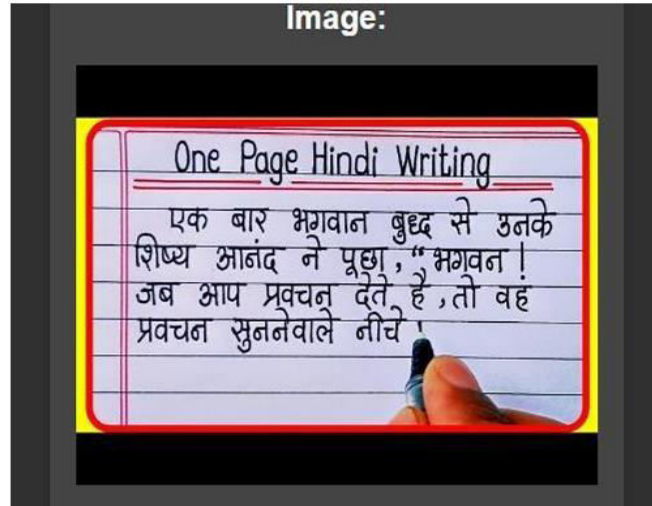 Image:
One Page Hindi Writing
एक बार भगवान बुध्द से उनके
शिष्य आनंद ने पूछा, “भगवन !
जब आप प्रवचन देते है, तो वह
प्रवचन सुननेवाले नीचे